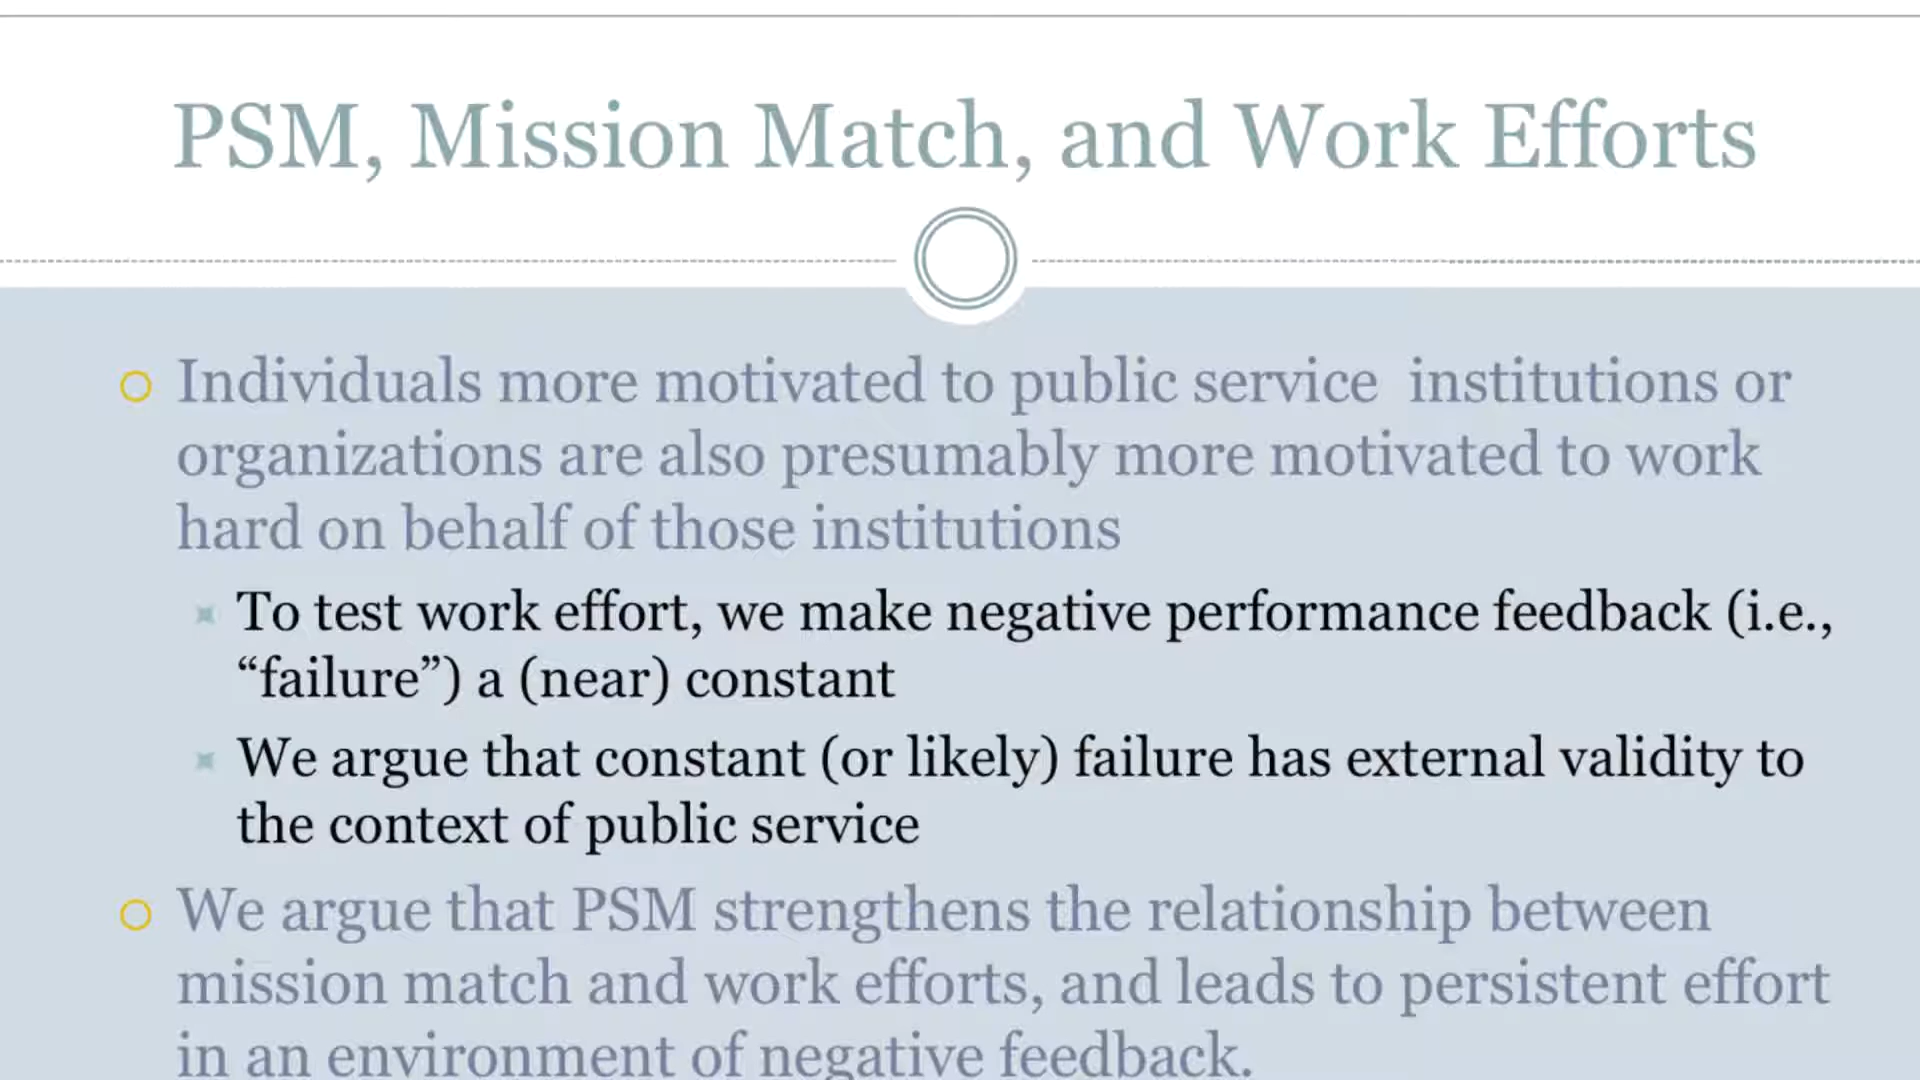 PSM, Mission Match, and Work Efforts
Individuals more motivated to public service  institutions or
organizations are also presumably more motivated to work
hard on behalf of those institutions
To test work effort, we make negative performance feedback (i.e.,
“failure”) a (near) constant
We argue that constant (or likely) failure has external validity to
the context of public service
We argue that PSM strengthens the relationship between
mission match and work efforts, and leads to persistent effort
in an environment of negative feedback.